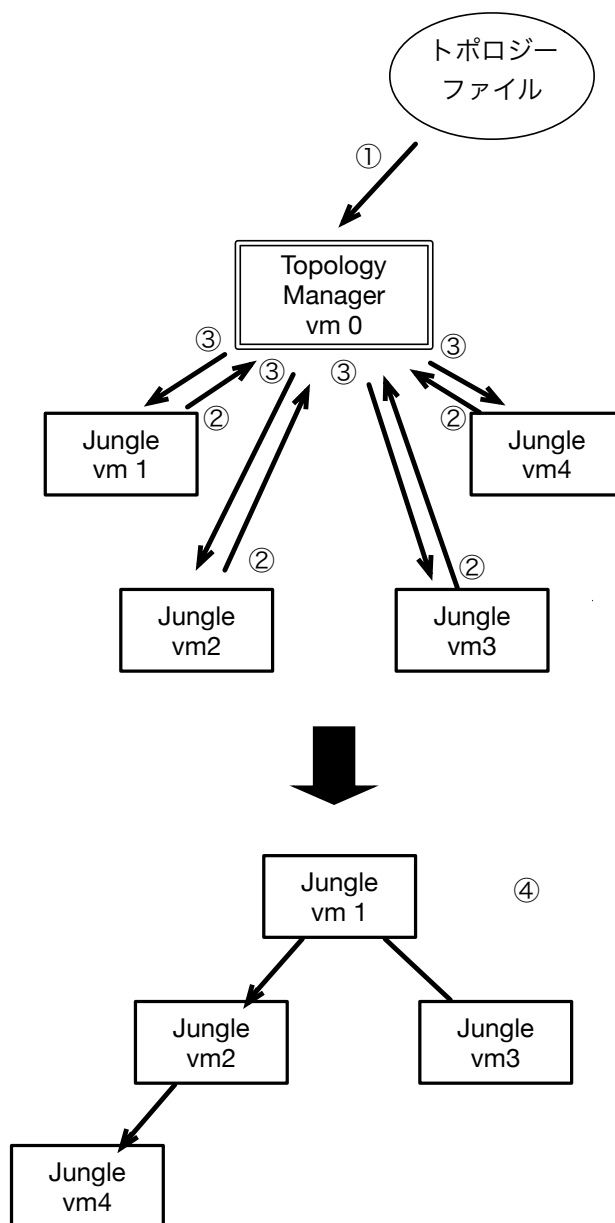 トポロジー
ファイル
①
Topology
Manager
vm 0
③
③
③
③
②
②
Jungle
vm 1
Jungle
vm4
②
②
Jungle
vm2
Jungle
vm3
Jungle
vm 1
④
Jungle
vm2
Jungle
vm3
Jungle
vm4